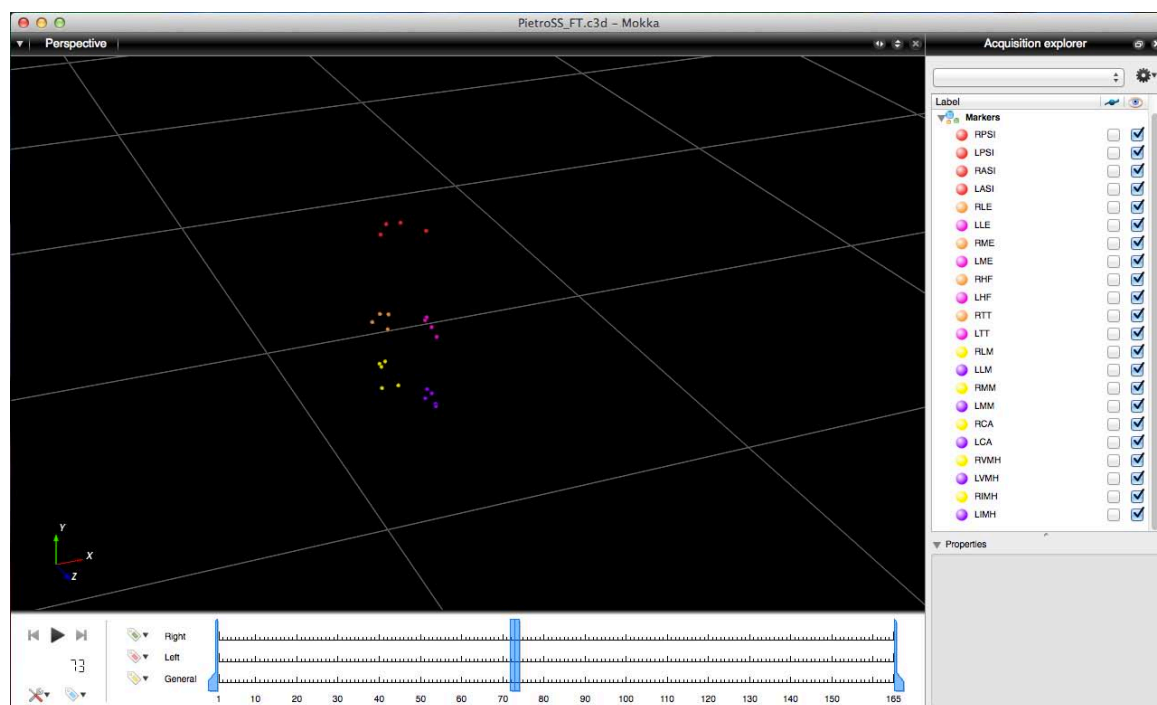 PietroSS_FT.c3d – Mokka
Perspective
Acquisition explorer
Label
Markers
RPSI
LPSI
RASI
LASI
RLE
LLE
RME
LME
RHF
LHF
RTT
LTT
RLM
LLM
RMM
LMM
RCA
LCA
RVMH
LVMH
RIMH
LIMH
Properties
Y
X
Z
Right
Left
73
General
1 10 20 30 40 50 60 70 80 90 100 110 120 130 140 150 165